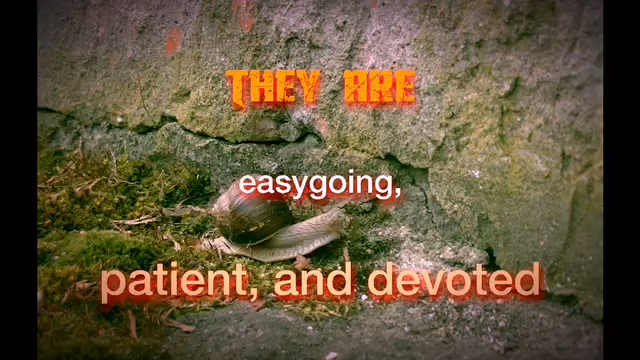 THEY ARE
easygoing,
patient, and devoted